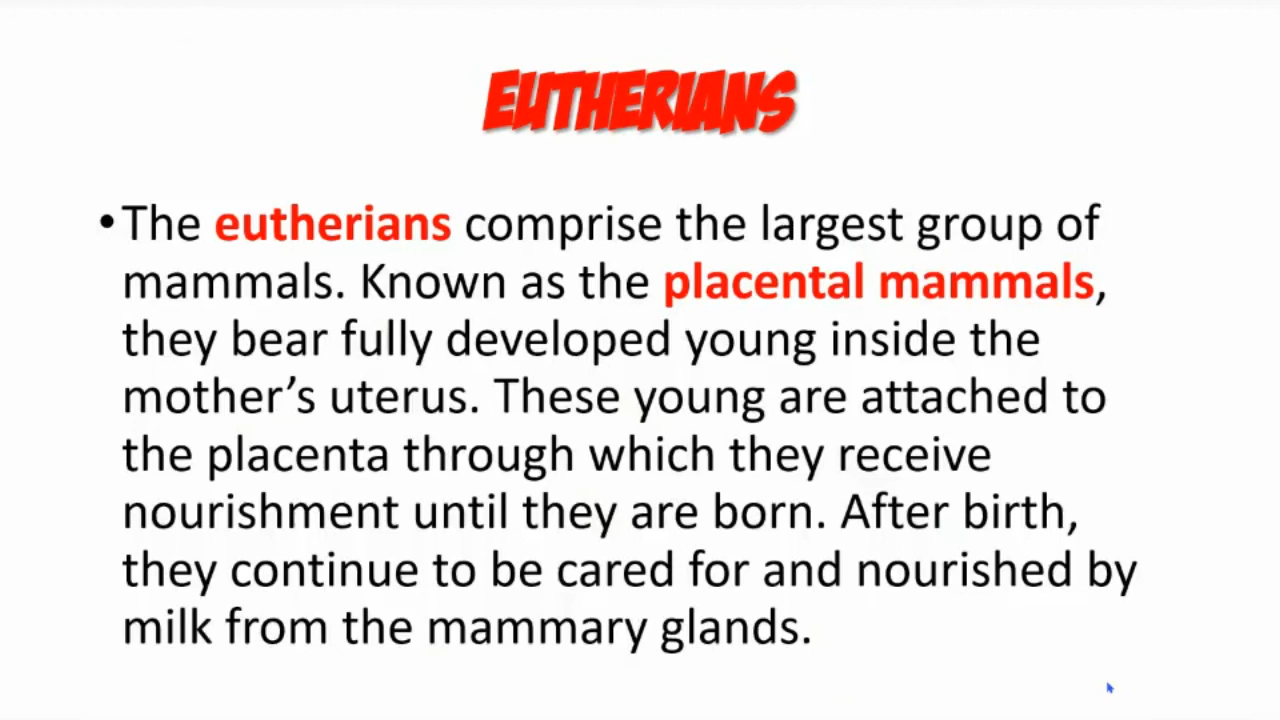 EUTHERIANS
•The eutherians comprise the largest group of
mammals. Known as the placental mammals,
they bear fully developed young inside the
mother’s uterus. These young are attached to
the placenta through which they receive
nourishment until they are born. After birth,
they continue to be cared for and nourished by
milk from the mammary glands.